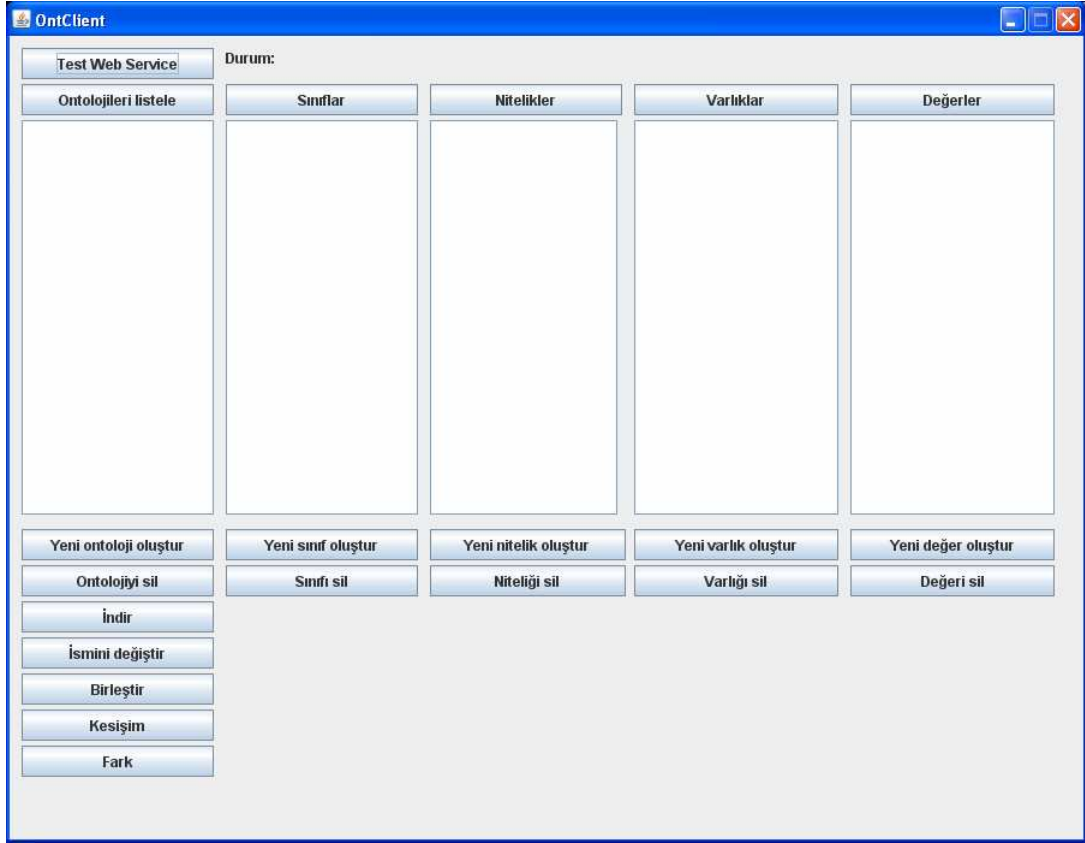 OntClient
Test Web Service Durum:
Ontolojileri listele Sınıflar Nitelikler Varlıklar Değerler
Yeni ontoloji oluştur Yeni sınıf oluştur Yeni nitelik oluştur Yeni varlık oluştur Yeni değer oluştur
Ontolojiyi sil Sınıfı sil Niteliği sil Varlığı sil Değeri sil
İndir
İsmini değiştir
Birleştir
Kesişim
Fark